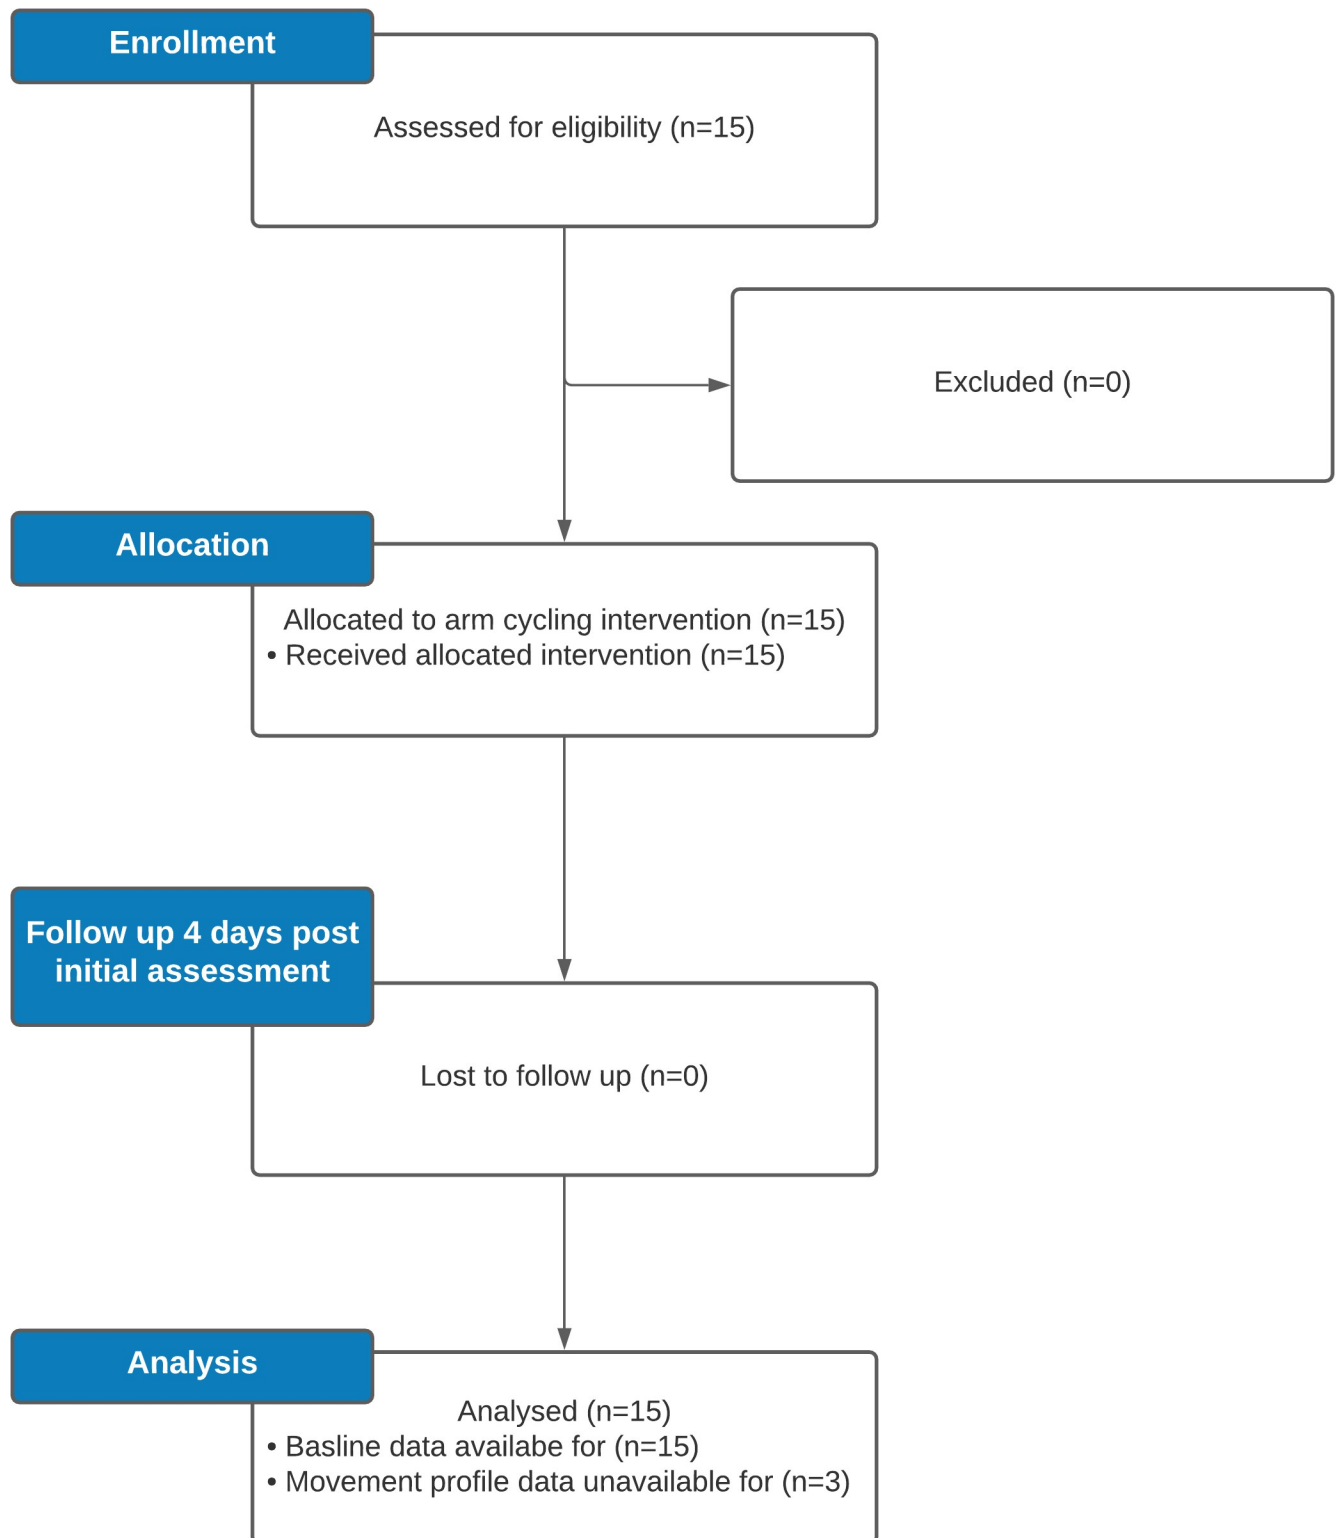 Enrollment
Assessed for eligibility (n=15)
Excluded (n=0)
Allocation
Allocated to arm cycling intervention (n=15)
• Received allocated intervention (n=15)
Follow up 4 days post
initial assessment
Lost to follow up (n=0)
Analysis
Analysed (n=15)
• Basline data availabe for (n=15)
• Movement profile data unavailable for (n=3)